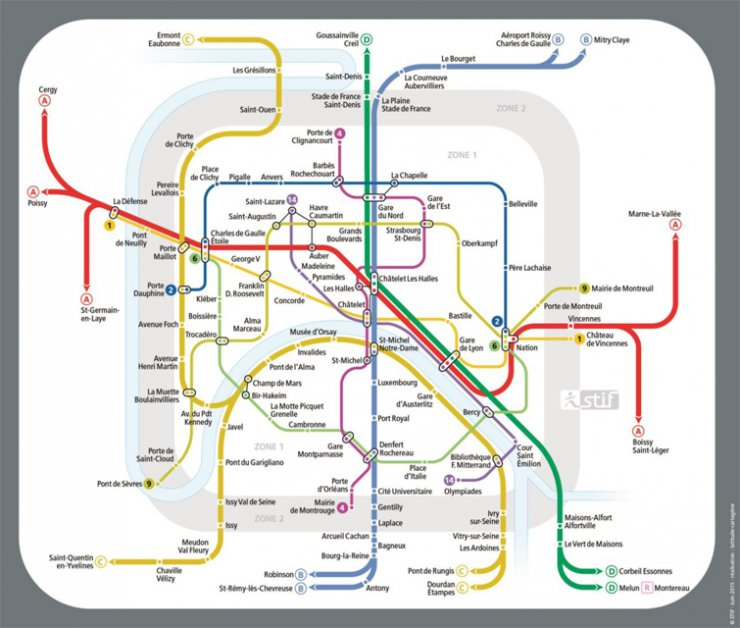 Ermont
Eaubonne
C
Goussainville
Creil
D
Aéroport Roissy
Charles de Gaulle
B
B
Mitry Claye
Le Bourget
Les Grésillons
Saint-Denis
La Courneuve
Aubervilliers
Cergy
A
Stade de France
Saint-Denis
La Plaine
Stade de France
Saint-Ouen
ZONE 2
Porte de
Clignancourt
4
Porte
de Clichy
ZONE 1
Place
de Clichy
Pigalle
Anvers
Barbès
Rochechouart
La Chapelle
A
Poissy
Pereire
Levallois
La Défense
1
Saint-Lazare
14
Havre
Caumartin
Gare
du Nord
Gare
de l'Est
Belleville
Marne-La-Vallée
A
Saint-Augustin
Pont
de Neuilly
Charles de Gaulle
Étoile
Grands
Boulevards
Strasbourg
St-Denis
Oberkampf
Porte
Maillot
6
George V
Auber
Madeleine
Père Lachaise
Pyramides
Châtelet Les Halles
Les Halles
Porte
Dauphine
2
Kléber
Franklin
D. Roosevelt
Concorde
Châtelet
9
Mairie de Montreuil
A
St-Germain-
en-Laye
Boissière
Bastille
Porte de Montreuil
Avenue Foch
Alma
Marceau
Musée d'Orsay
2
Vincennes
Trocadéro
Invalides
St-Michel
Notre-Dame
Gare
de Lyon
6
Nation
1
Château
de Vincennes
Avenue
Henri Martin
Pont de l'Alma
St-Michel
La Muette
Boulainvilliers
Champ de Mars
Bir-Hakeim
Luxembourg
Gare
d'Austerlitz
stif
Av. du Pdt
Kennedy
La Motte Picquet
Grenelle
Port Royal
Bercy
Javel
Cambronne
A
Boissy
Saint-Léger
Porte de
Saint-Cloud
ZONE 1
Gare
Montparnasse
Denfert
Rochereau
Cour
Saint
Émilion
Pont du Garigliano
Place
d'Italie
Bibliothèque
F. Mitterrand
Pont de Sèvres
9
Porte
d'Orléans
14
Olympiades
Cité Universitaire
Issy Val de Seine
Mairie
de Montrouge
4
Gentilly
Ivry
sur-Seine
Issy
ZONE 2
Laplace
Maisons-Alfort
Alfortville
Meudon
Val Fleury
Arcueil Cachan
Vitry-sur-Seine
Bagneux
Les Ardoines
Le Vert de Maisons
Saint-Quentin
en-Yvelines
C
Chaville
Vélizy
Bourg-la-Reine
Robinson
B
Pont de Rungis
C
D
Corbeil Essonnes
St-Rémy-lès-Chevreuse
B
Antony
Dourdan
Étampes
C
D
Melun
R
Montereau
© STIF - Juin 2015 - réalisation : latitude-cartagène